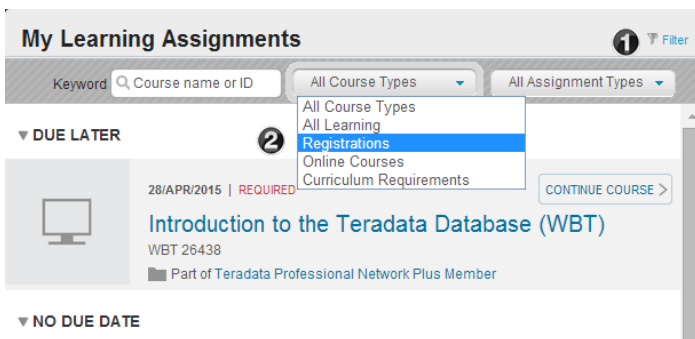 My Learning Assignments
1 Filter
Keyword Course name or ID All Course Types All Assignment Types
All Course Types
All Learning
▼ DUE LATER
2 Registrations
Online Courses
Curriculum Requirements
28/APR/2015 | REQUIRED CONTINUE COURSE >
Introduction to the Teradata Database (WBT)
WBT 26438
Part of Teradata Professional Network Plus Member
▼ NO DUE DATE